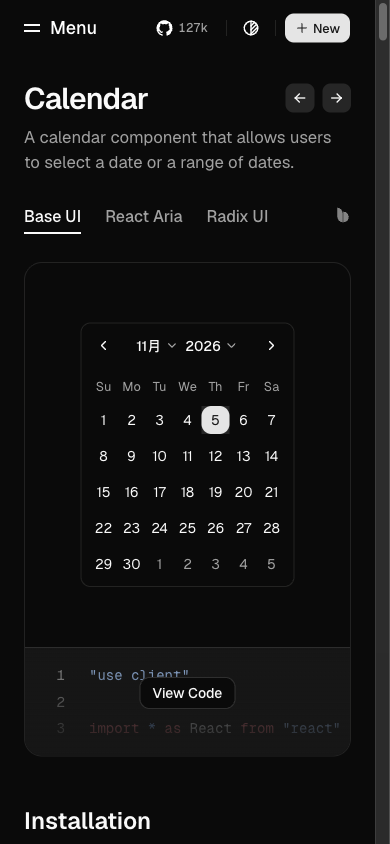 Menu 127k + New
Calendar
A calendar component that allows users
to select a date or a range of dates.
Base UI React Aria Radix UI
11月 2026
Su Mo Tu We Th Fr Sa
1 2 3 4 5 6 7
8 9 10 11 12 13 14
15 16 17 18 19 20 21
22 23 24 25 26 27 28
29 30 1 2 3 4 5
1 "use client"
View Code
2
3 import * as React from "react"
Installation